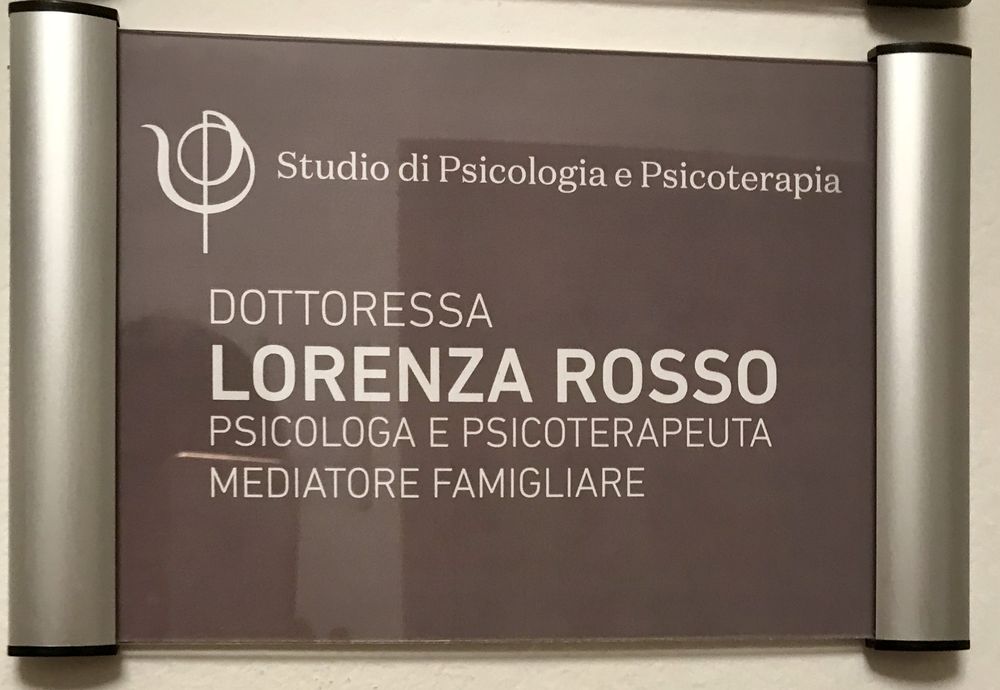 Studio di Psicologia e Psicoterapia
DOTTORESSA
LORENZA ROSSO
PSICOLOGA E PSICOTERAPEUTA
MEDIATORE FAMIGLIARE